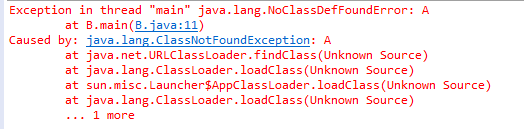 Exception in thread "main" java.lang.NoClassDefFoundError: A
at B.main(B.java:11)
Caused by: java.lang.ClassNotFoundException: A
at java.net.URLClassLoader.findClass(Unknown Source)
at java.lang.ClassLoader.loadClass(Unknown Source)
at sun.misc.Launcher$AppClassLoader.loadClass(Unknown Source)
at java.lang.ClassLoader.loadClass(Unknown Source)
... 1 more